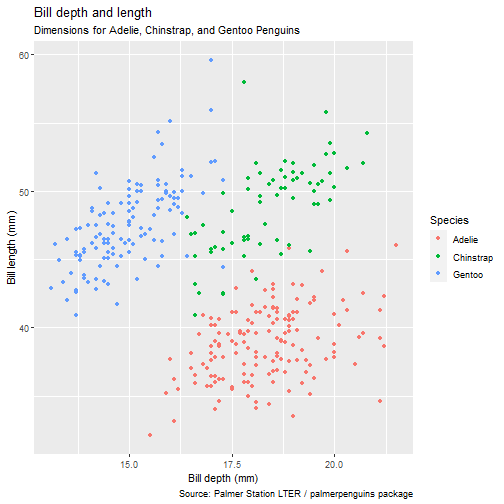 Bill depth and length
Dimensions for Adelie, Chinstrap, and Gentoo Penguins
60
50
40
Bill length (mm)
15.0
17.5
20.0
Bill depth (mm)
Species
Adelie
Chinstrap
Gentoo
Source: Palmer Station LTER / palmerpenguins package